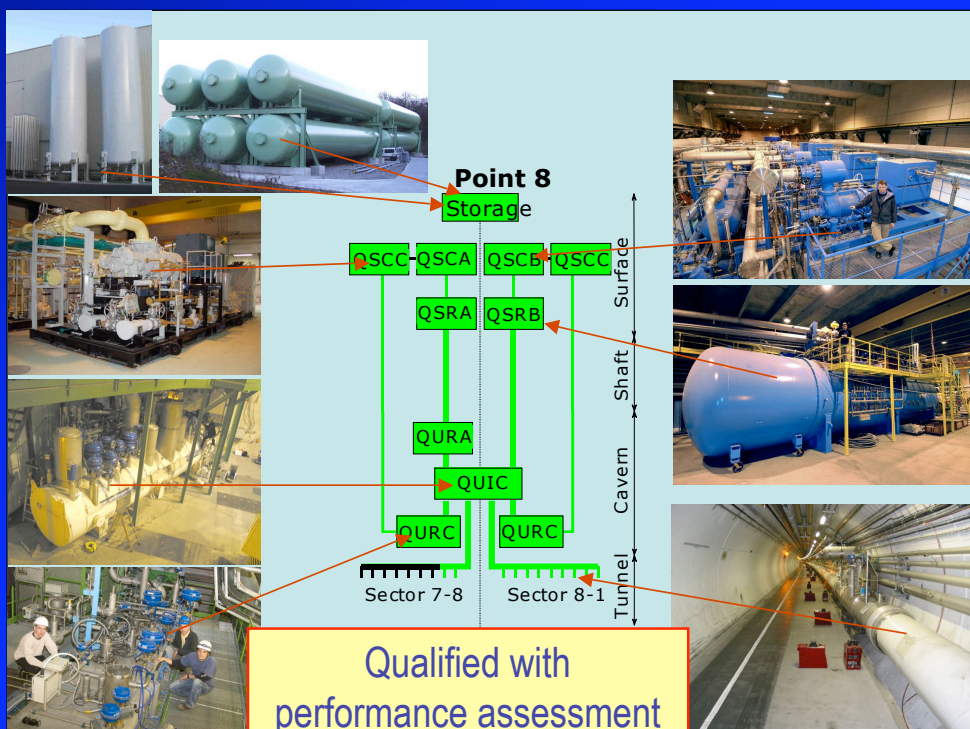 Point 8
Storage
QSCC QSCA QSCB QSCC
QSRA QSRB
QURA
QUIC
QURC QURC
Sector 7-8 Sector 8-1
Surface
Shaft
Cavern
Tunnel
Qualified with
performance assessment